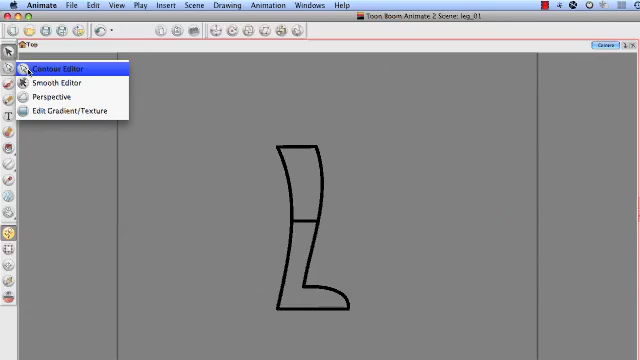 Animate File Edit View Play Insert Scene Drawing Animation Windows Help
Toon Boom Animate 2 Scene: leg_01
Top
Camera
Contour Editor
Smooth Editor
Perspective
Edit Gradient/Texture
T